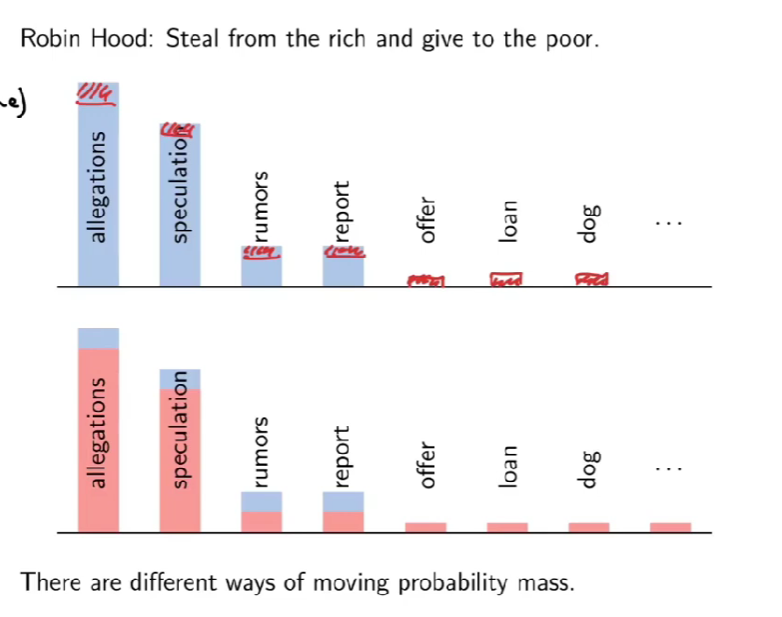 Robin Hood: Steal from the rich and give to the poor.
allegations
speculation
rumors
report
offer
loan
dog
...
allegations
speculation
rumors
report
offer
loan
dog
...
There are different ways of moving probability mass.